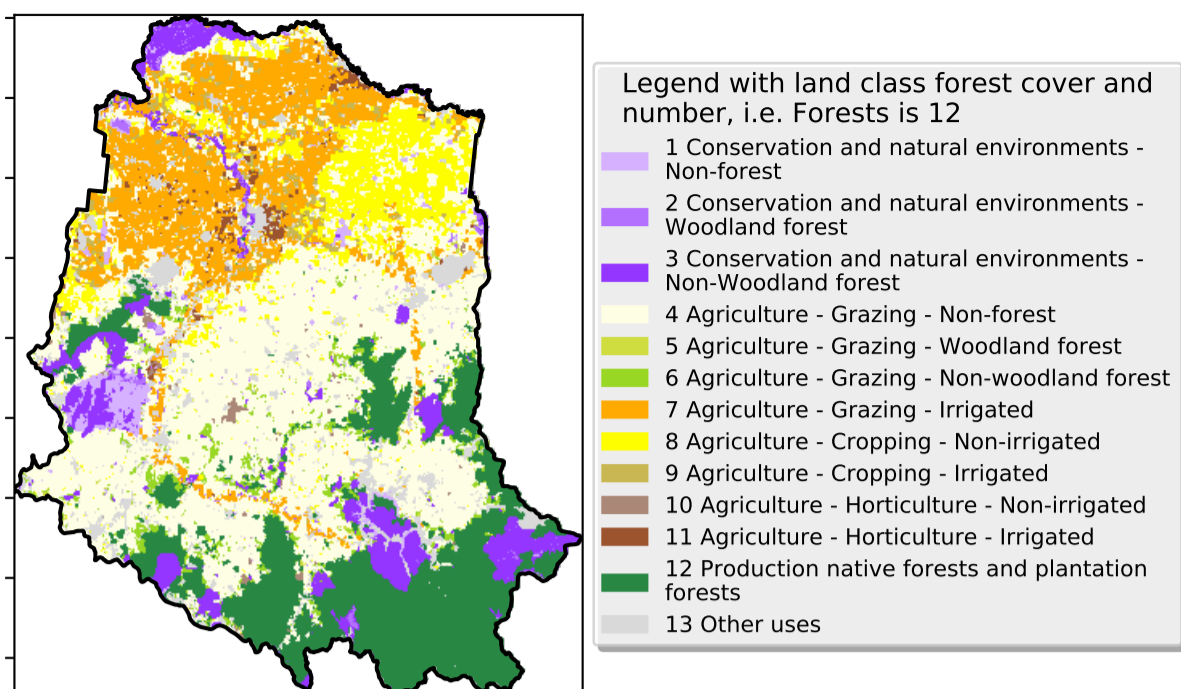 Legend with land class forest cover and
number, i.e. Forests is 12
1 Conservation and natural environments -
Non-forest
2 Conservation and natural environments -
Woodland forest
3 Conservation and natural environments -
Non-Woodland forest
4 Agriculture - Grazing - Non-forest
5 Agriculture - Grazing - Woodland forest
6 Agriculture - Grazing - Non-woodland forest
7 Agriculture - Grazing - Irrigated
8 Agriculture - Cropping - Non-irrigated
9 Agriculture - Cropping - Irrigated
10 Agriculture - Horticulture - Non-irrigated
11 Agriculture - Horticulture - Irrigated
12 Production native forests and plantation
forests
13 Other uses